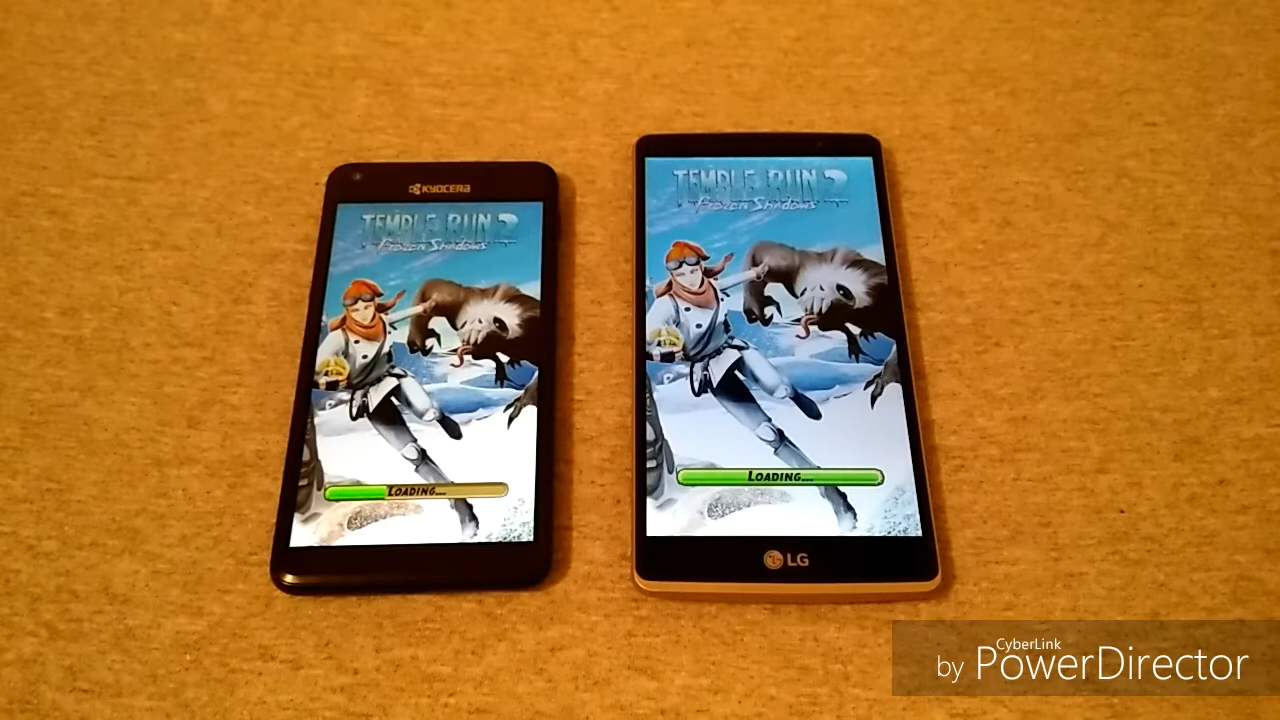 KYOCERA
TEMPLE RUN 2
FROZEN SHADOWS
LOADING...
TEMPLE RUN 2
FROZEN SHADOWS
LOADING...
LG
CyberLink
by PowerDirector